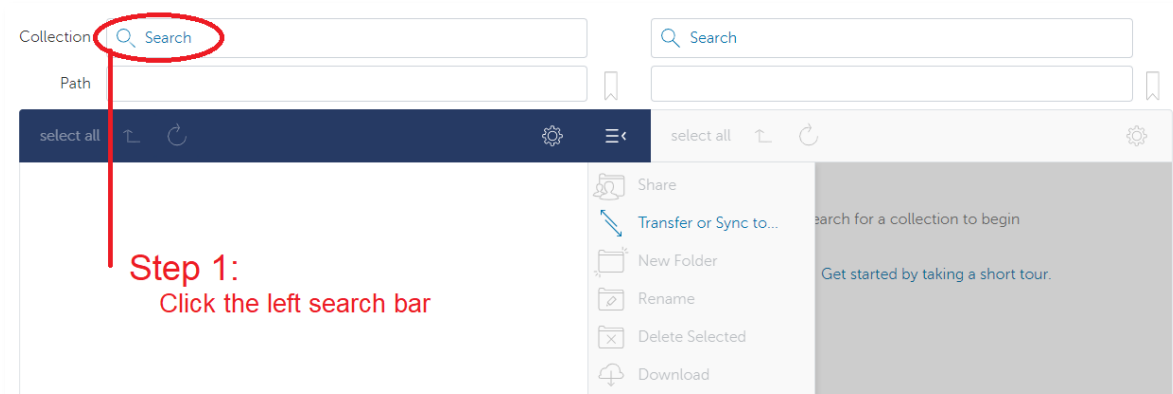 Collection Search Search
Path
select all select all
Share
Transfer or Sync to... earch for a collection to begin
New Folder
Get started by taking a short tour.
Step 1:
Rename
Click the left search bar
Delete Selected
Download